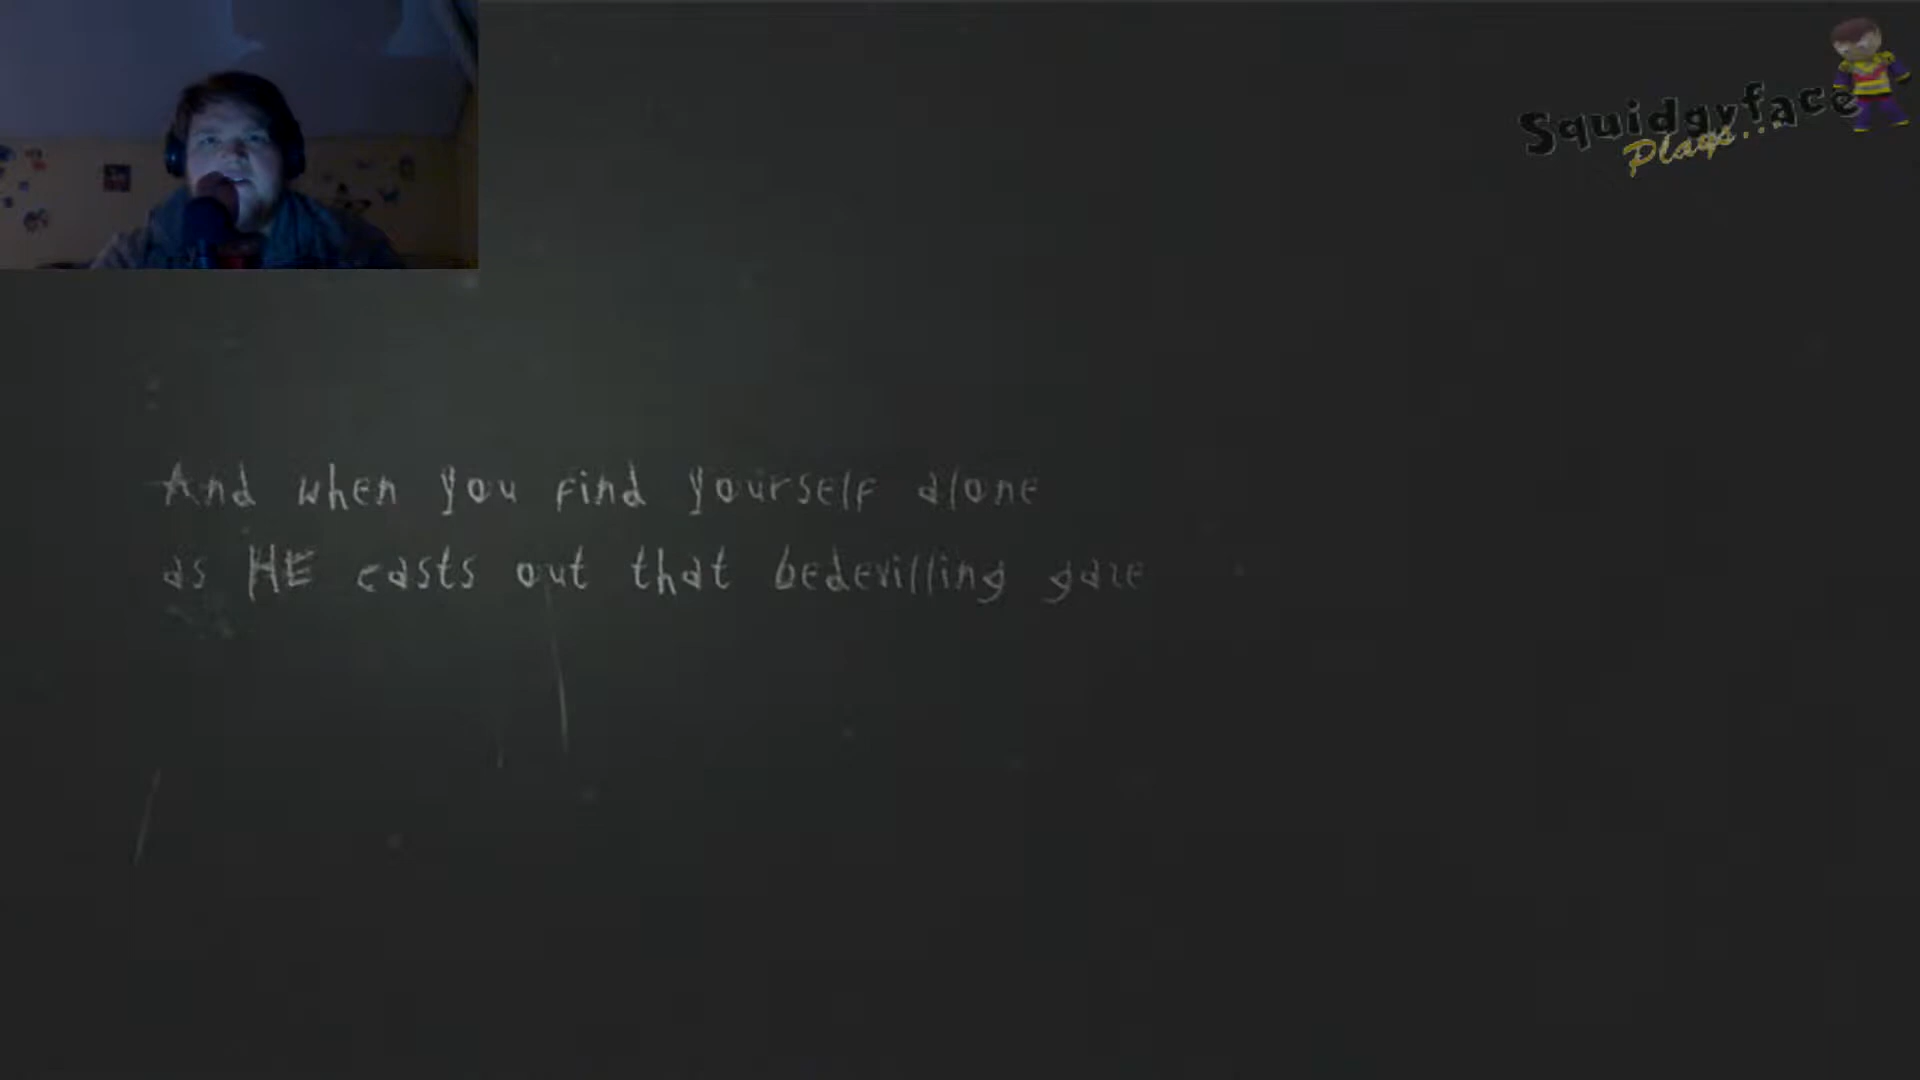 Squidgyface
Plays...
And when you find yourself alone
as HE casts out that bedevilling gaze